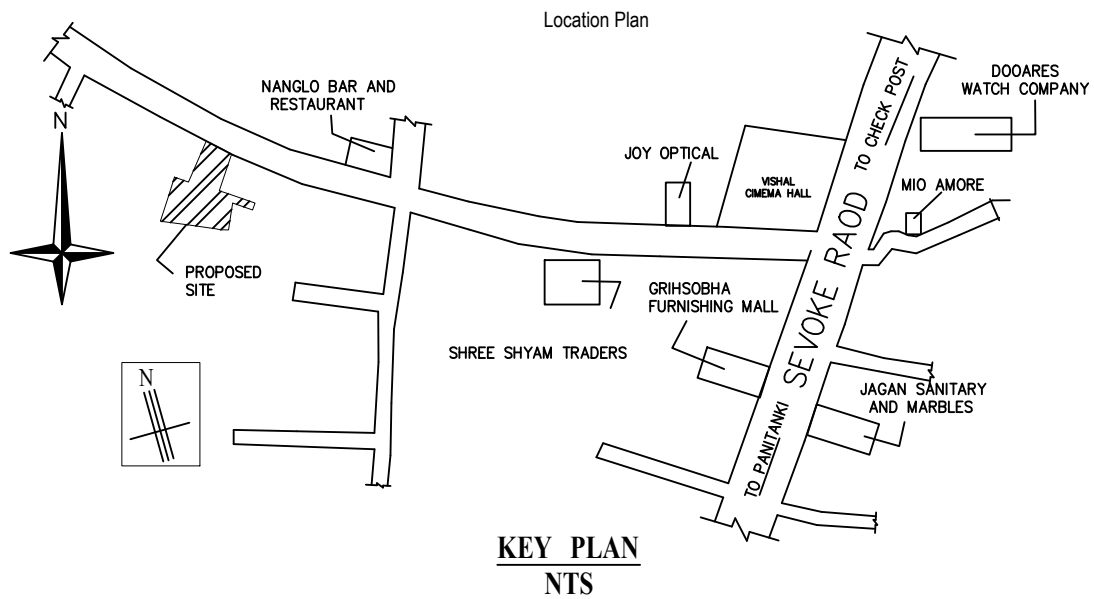 Location Plan
NANGLO BAR AND
RESTAURANT
DOOARES
WATCH COMPANY
TO CHECK POST
N
JOY OPTICAL
VISHAL
CIMEMA HALL
MIO AMORE
SEVOKE RAOD
PROPOSED
SITE
GRIHSOBHA
FURNISHING MALL
SHREE SHYAM TRADERS
N
JAGAN SANITARY
AND MARBLES
TO PANITANKI
KEY PLAN
NTS